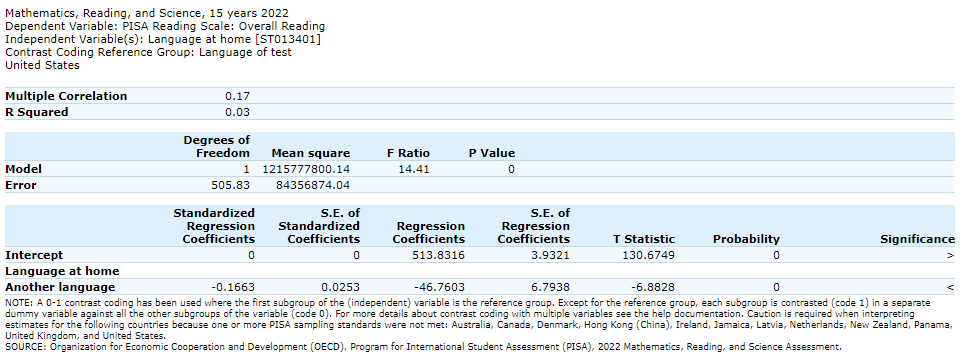 Mathematics, Reading, and Science, 15 years 2022
Dependent Variable: PISA Reading Scale: Overall Reading
Independent Variable(s): Language at home [ST013401]
Contrast Coding Reference Group: Language of test
United States
Multiple Correlation 0.17
R Squared 0.03
Degrees of
Freedom Mean square F Ratio P Value
Model 1 1215777800.14 14.41 0
Error 505.83 84356874.04
Standardized S.E. of S.E. of
Regression Standardized Regression Regression
Coefficients Coefficients Coefficients Coefficients T Statistic Probability Significance
Intercept 0 0 513.8316 3.9321 130.6749 0 >
Language at home
Another language -0.1663 0.0253 -46.7603 6.7938 -6.8828 0 <
NOTE: A 0-1 contrast coding has been used where the first subgroup of the (independent) variable is the reference group. Except for the reference group, each subgroup is contrasted (code 1) in a separate
dummy variable against all the other subgroups of the variable (code 0). For more details about contrast coding with multiple variables see the help documentation. Caution is required when interpreting
estimates for the following countries because one or more PISA sampling standards were not met: Australia, Canada, Denmark, Hong Kong (China), Ireland, Jamaica, Latvia, Netherlands, New Zealand, Panama,
United Kingdom, and United States.
SOURCE: Organization for Economic Cooperation and Development (OECD), Program for International Student Assessment (PISA), 2022 Mathematics, Reading, and Science Assessment.